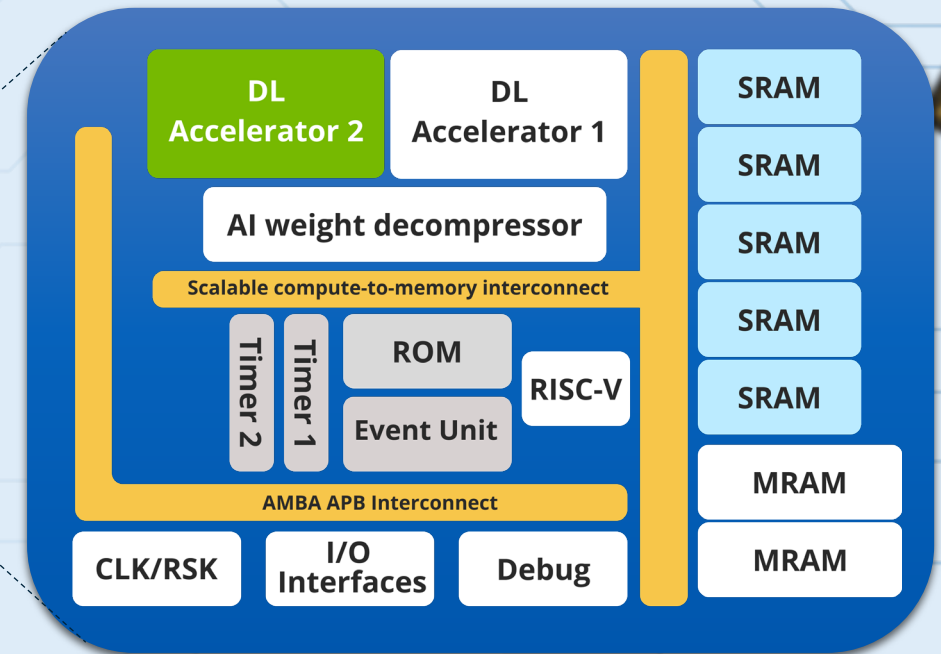 DL
Accelerator 2
DL
Accelerator 1
AI weight decompressor
Scalable compute-to-memory interconnect
Timer 2
Timer 1
ROM
Event Unit
RISC-V
AMBA APB Interconnect
CLK/RSK
I/O
Interfaces
Debug
SRAM
SRAM
SRAM
SRAM
SRAM
MRAM
MRAM